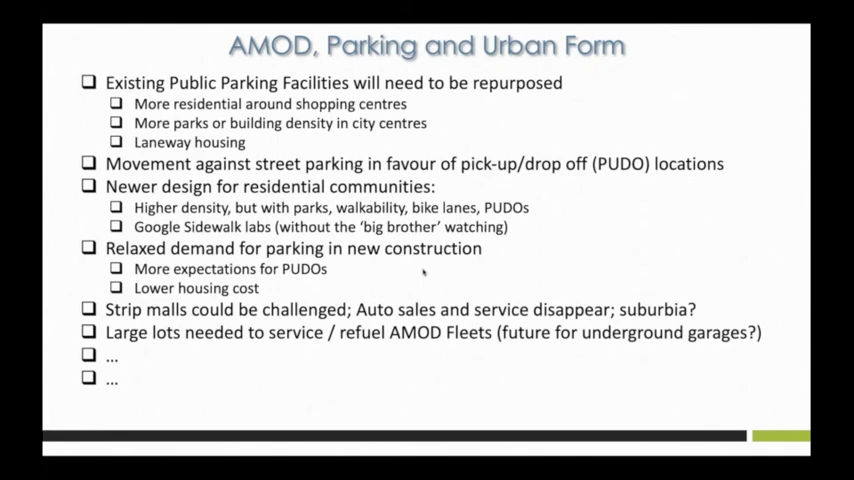 AMOD, Parking and Urban Form
Existing Public Parking Facilities will need to be repurposed
More residential around shopping centres
More parks or building density in city centres
Laneway housing
Movement against street parking in favour of pick-up/drop off (PUDO) locations
Newer design for residential communities:
Higher density, but with parks, walkability, bike lanes, PUDOs
Google Sidewalk labs (without the ‘big brother’ watching)
Relaxed demand for parking in new construction
More expectations for PUDOs
Lower housing cost
Strip malls could be challenged; Auto sales and service disappear; suburbia?
Large lots needed to service / refuel AMOD Fleets (future for underground garages?)
...
...